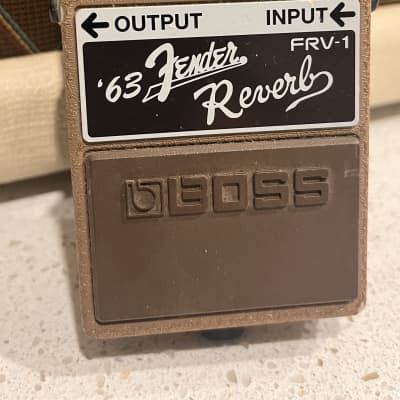 ←OUTPUT INPUT←
FRV-1
'63 Fender
Reverb
BOSS